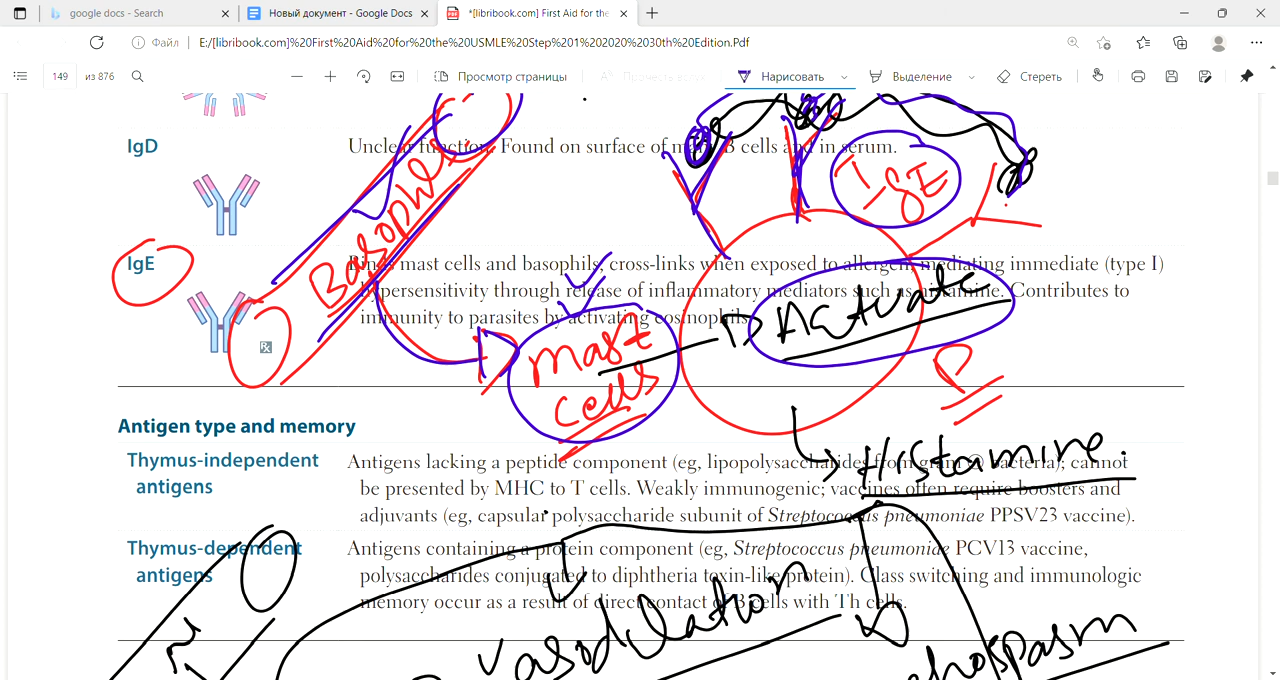 google docs - Search
Новый документ - Google Docs
*[libribook.com] First Aid for the
Файл
E:/[libribook.com]%20First%20Aid%20for%20the%20USMLE%20Step%201%202020%2030th%20Edition.Pdf
149 из 876
Просмотр страницы
Нарисовать
Выделение
Стереть
IgD
Unclear function. Found on surface of many B cells and in serum.
IgE
IgE
Basophil
Binds mast cells and basophils; cross-links when exposed to allergen, mediating immediate (type I)
hypersensitivity through release of inflammatory mediators such as histamine. Contributes to
immunity to parasites by activating eosinophils.
Activate
mast
cells
P
Rx
Antigen type and memory
Histamine.
Thymus-independent
antigens
Antigens lacking a peptide component (eg, lipopolysaccharides from gram ⊝ bacteria); cannot
be presented by MHC to T cells. Weakly immunogenic; vaccines often require boosters and
adjuvants (eg, capsular polysaccharide subunit of Streptococcus pneumoniae PPSV23 vaccine).
Thymus-dependent
antigens
Antigens containing a protein component (eg, Streptococcus pneumoniae PCV13 vaccine,
polysaccharides conjugated to diphtheria toxin-like protein). Class switching and immunologic
memory occur as a result of direct contact of B cells with Th cells.
vasodilation